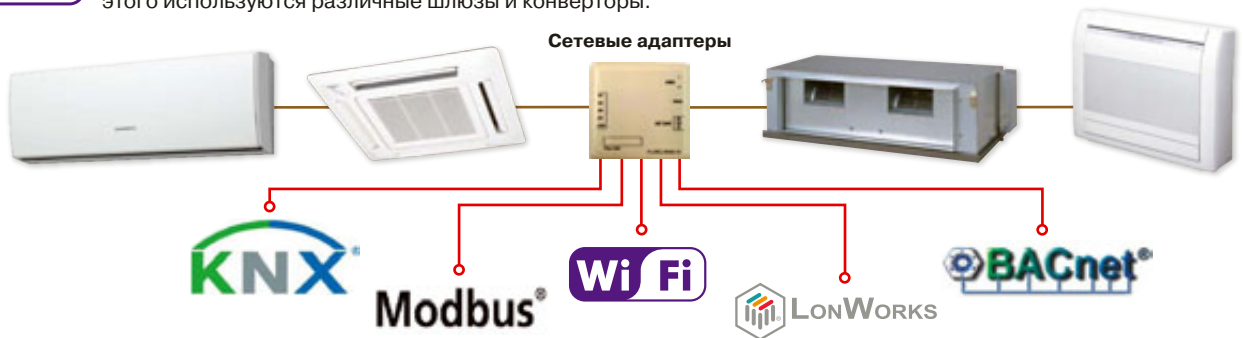 этого используются различные шлюзы и конверторы.
Сетевые адаптеры
KNX®
Modbus®
Wi Fi
LonWorks
BACnet®